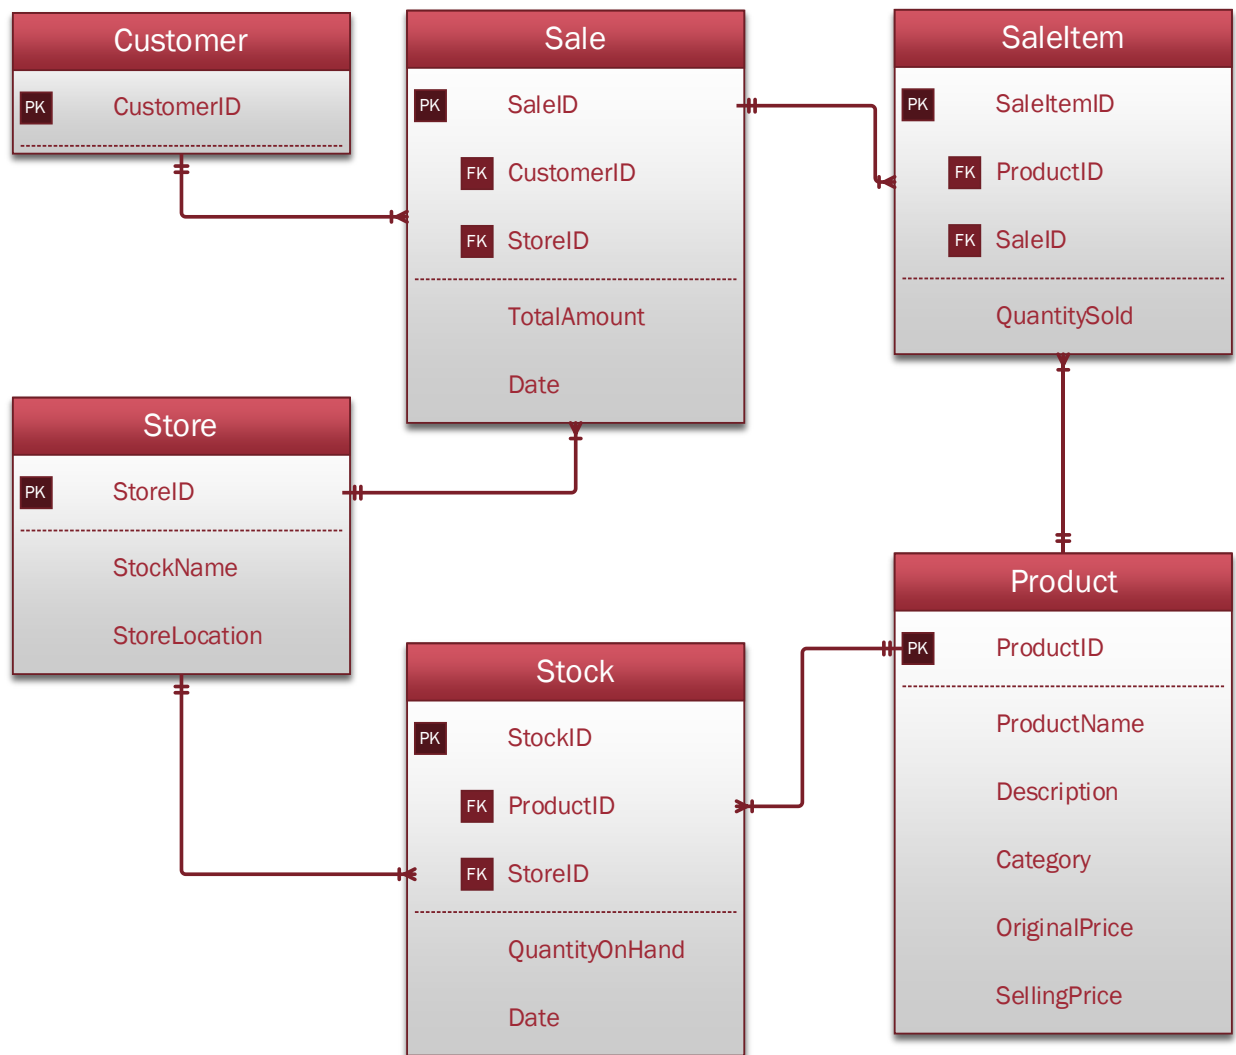 Customer
PK CustomerID
Sale
PK SaleID
FK CustomerID
FK StoreID
TotalAmount
Date
SaleItem
PK SaleItemID
FK ProductID
FK SaleID
QuantitySold
Store
PK StoreID
StockName
StoreLocation
Stock
PK StockID
FK ProductID
FK StoreID
QuantityOnHand
Date
Product
PK ProductID
ProductName
Description
Category
OriginalPrice
SellingPrice